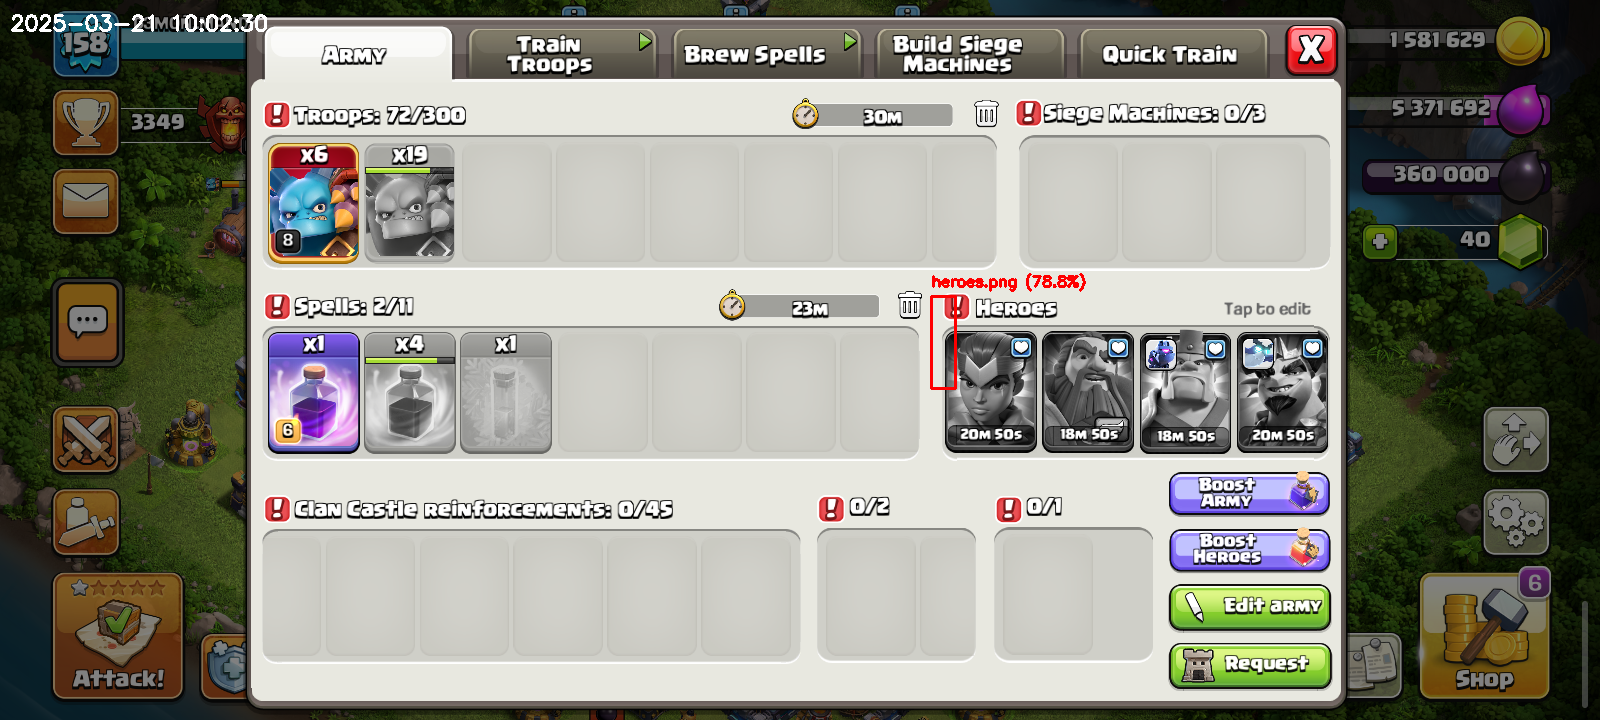 2025-03-21 10:02:30
158
Army
Train Troops
Brew Spells
Build Siege Machines
Quick Train
X
1 581 629
3349
5 371 692
360 000
40
Troops: 72/300
30m
Siege Machines: 0/3
x6
x19
8
heroes.png (78.8%)
Spells: 2/11
23m
Heroes
Tap to edit
x1
x4
x1
6
20m 50s
18m 50s
18m 50s
20m 50s
Clan Castle reinforcements: 0/45
0/2
0/1
Boost Army
Boost Heroes
Edit army
Request
Attack!
6
Shop